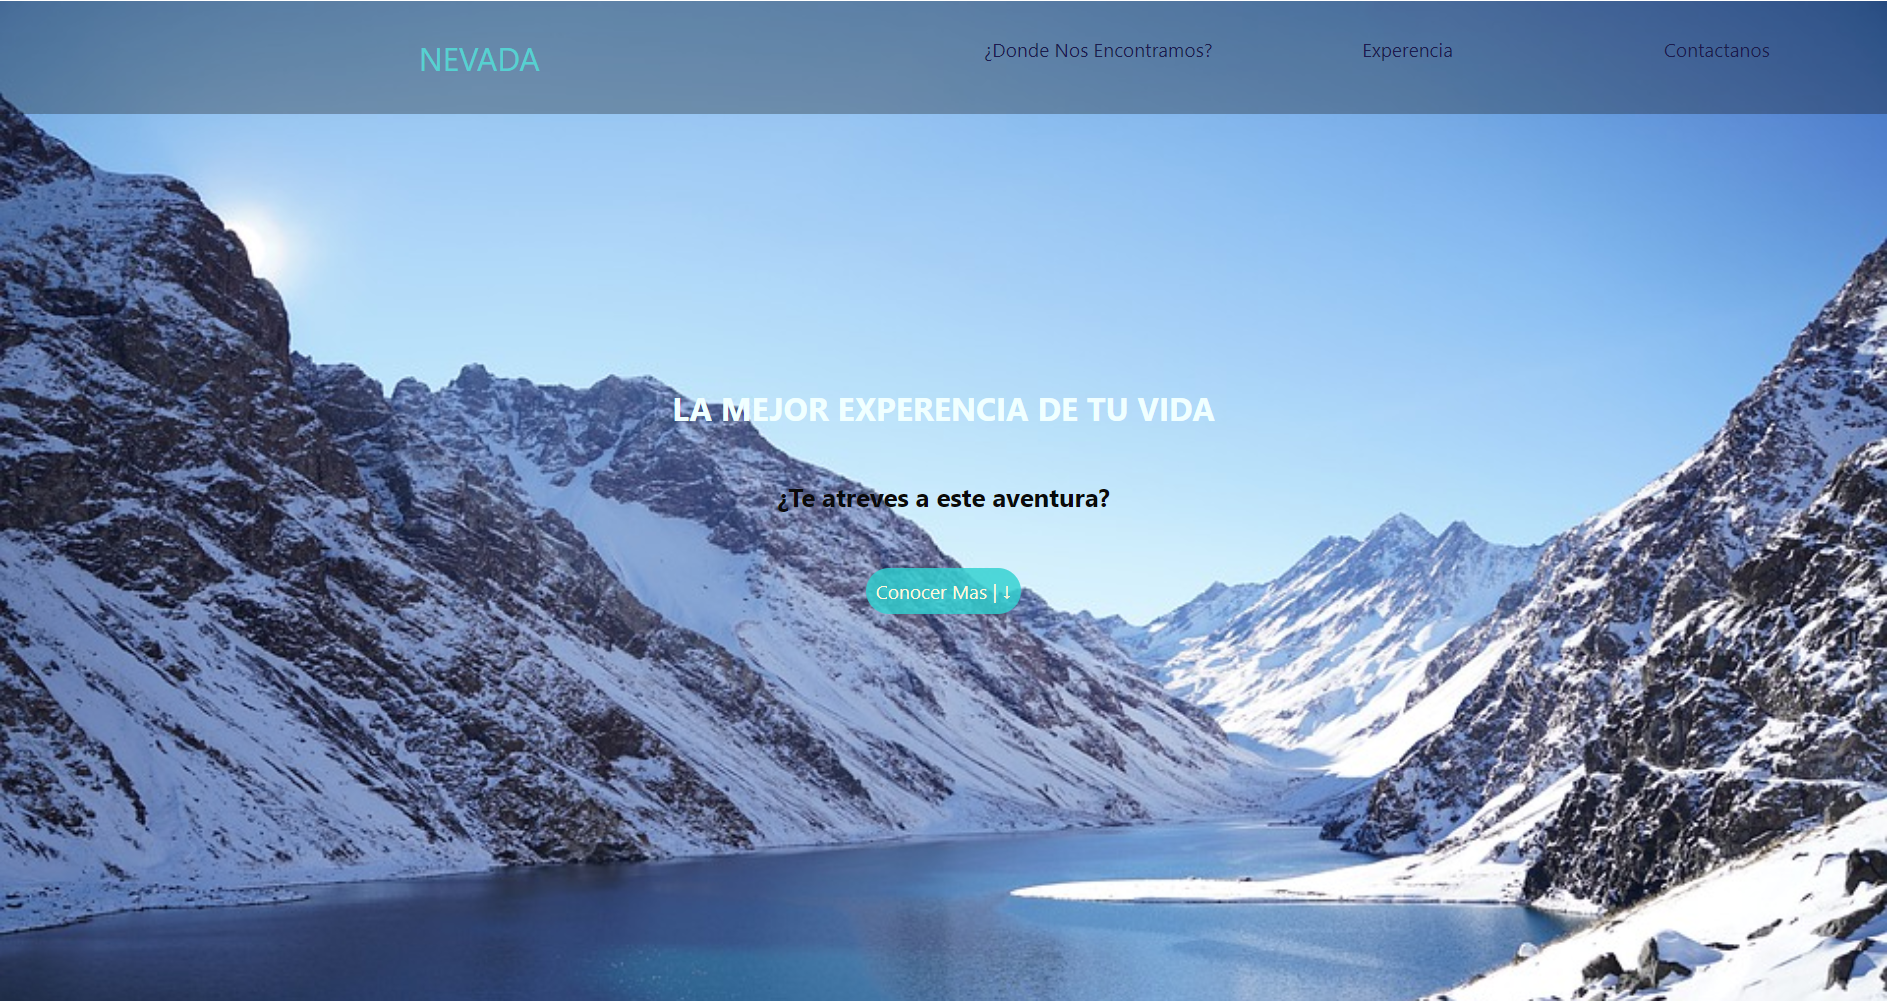 NEVADA
¿Donde Nos Encontramos?
Experencia
Contactanos
LA MEJOR EXPERENCIA DE TU VIDA
¿Te atreves a este aventura?
Conocer Mas | ↓